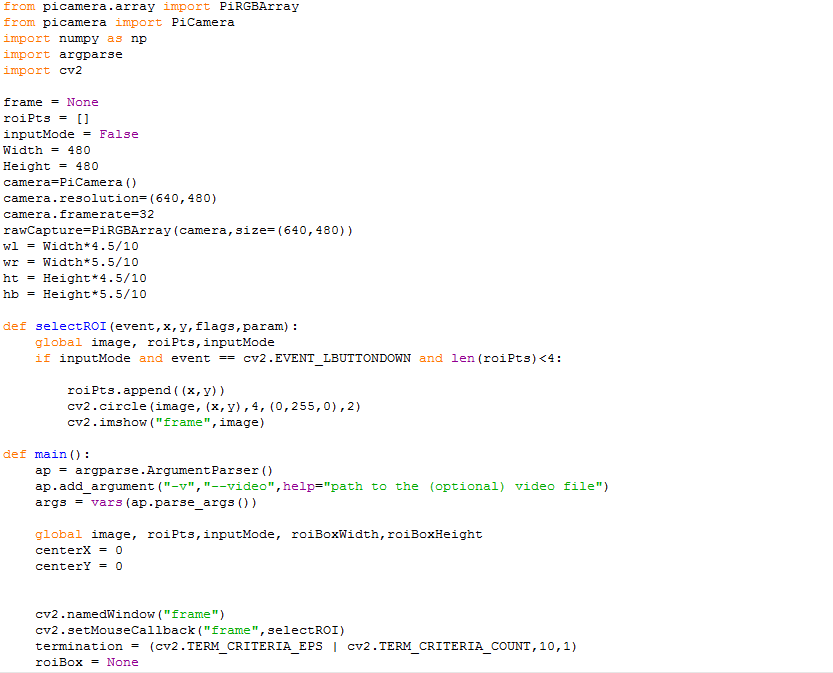 from picamera.array import PiRGBArray
from picamera import PiCamera
import numpy as np
import argparse
import cv2

frame = None
roiPts = []
inputMode = False
Width = 480
Height = 480
camera=PiCamera()
camera.resolution=(640,480)
camera.framerate=32
rawCapture=PiRGBArray(camera,size=(640,480))
wl = Width*4.5/10
wr = Width*5.5/10
ht = Height*4.5/10
hb = Height*5.5/10

def selectROI(event,x,y,flags,param):
    global image, roiPts,inputMode
    if inputMode and event == cv2.EVENT_LBUTTONDOWN and len(roiPts)<4:

        roiPts.append((x,y))
        cv2.circle(image,(x,y),4,(0,255,0),2)
        cv2.imshow("frame",image)

def main():
    ap = argparse.ArgumentParser()
    ap.add_argument("-v","--video",help="path to the (optional) video file")
    args = vars(ap.parse_args())

    global image, roiPts,inputMode, roiBoxWidth,roiBoxHeight
    centerX = 0
    centerY = 0


    cv2.namedWindow("frame")
    cv2.setMouseCallback("frame",selectROI)
    termination = (cv2.TERM_CRITERIA_EPS | cv2.TERM_CRITERIA_COUNT,10,1)
    roiBox = None